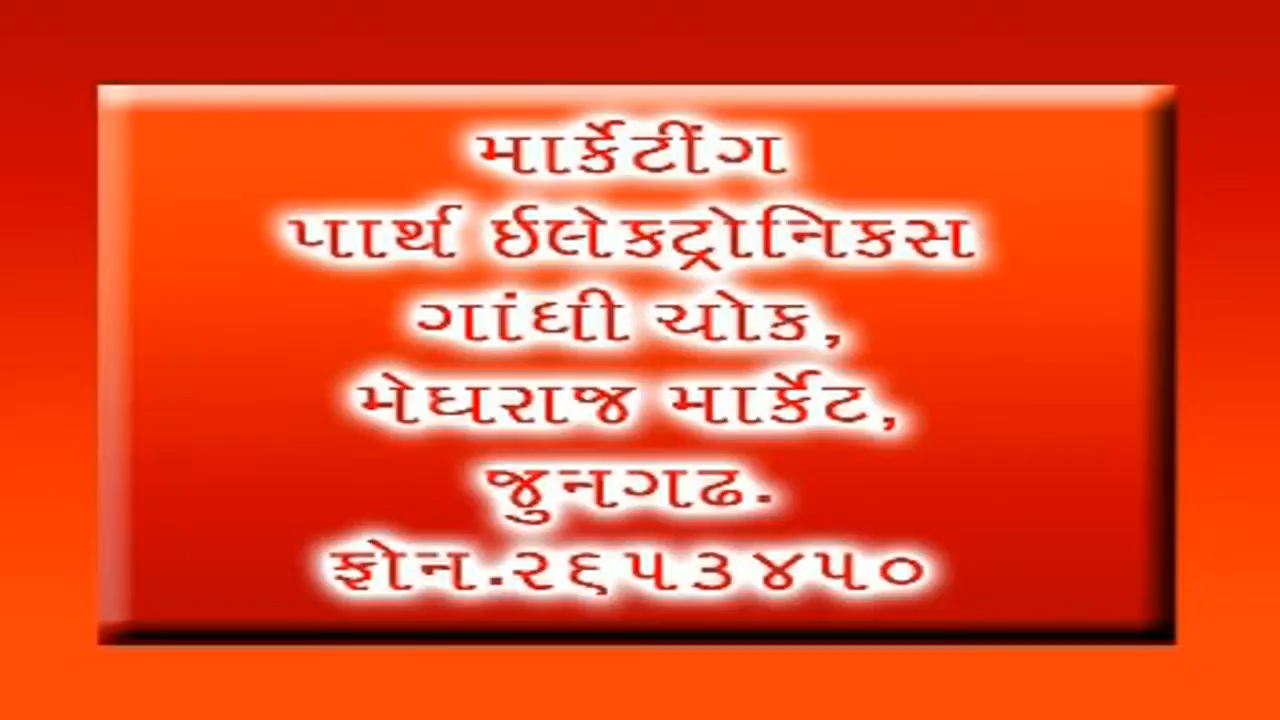 માર્કેટીંગ
પાર્થ ઈલેકટ્રોનિકસ
ગાંધી ચોક,
મેઘરાજ માર્કેટ,
જુનગઢ.
ફોન.૨૬૫૩૪૫૦